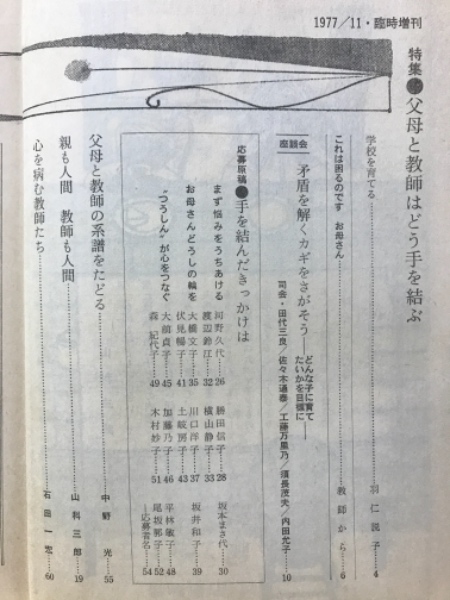 1977/11・臨時増刊
特集●父母と教師はどう手を結ぶ
学校を育てる……羽仁説子…4
これは困るのです お母さん……教師から…6
座談会 矛盾を解くカギをさがそう――どんな子に育てたいかを目標に――
司会・田代三良/佐々木通泰/工藤万里乃/須長茂夫/内田允子…10
応募原稿●手を結んだきっかけは
まず悩みをうちあける 河野久代…26 勝田信子…28 坂本まさ代…30
渡辺鈴江…32 横山静子…33
お母さんどうしの輪を 大橋文子…35 川口洋子…37 坂井和子…39
伏見暢子…41 土岐房子…43
"つうしん"が心をつなぐ 大領貞子…45 加藤乃子…46 平林敏子…48
森紀代子…49 木村紗子…51 尾坂郭子…52
―応募者名―…54
父母と教師の系譜をたどる……中野光…55
親も人間 教師も人間……山科三郎…19
心を病む教師たち……石田一宏…60